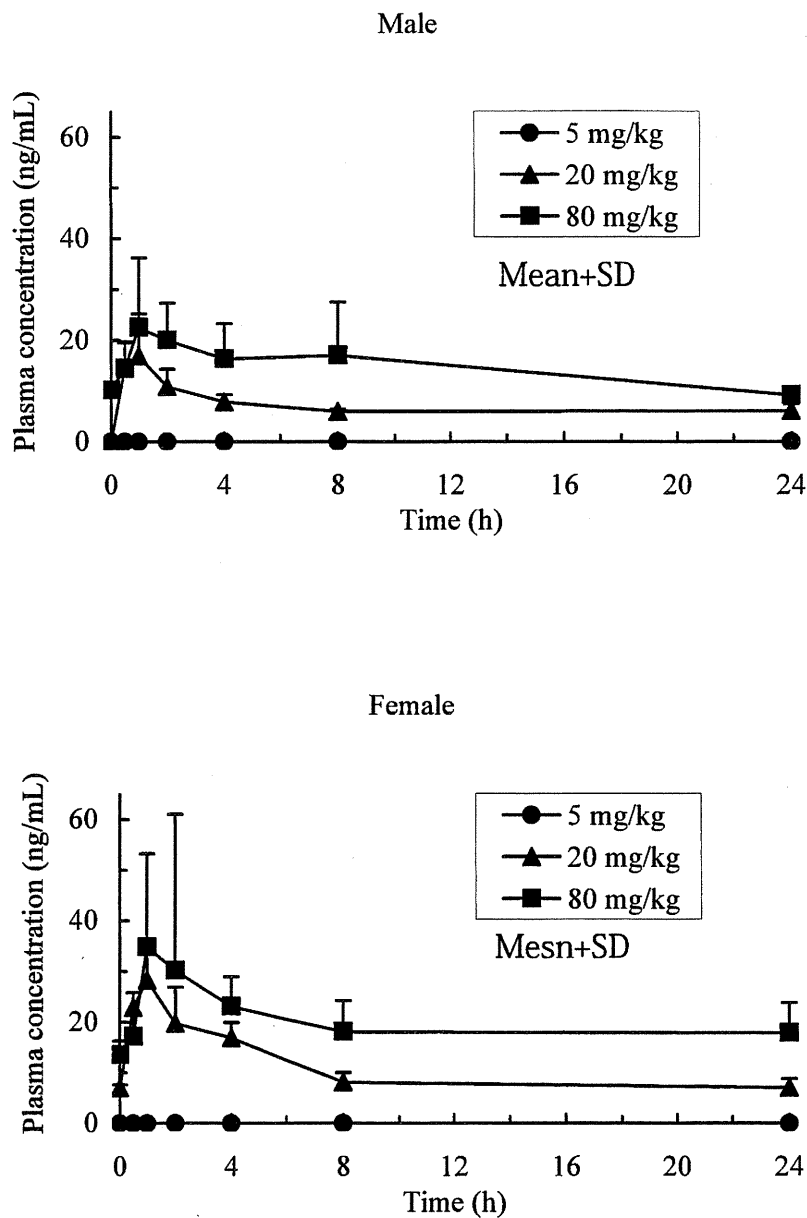 Male
Plasma concentration (ng/mL)
60
40
20
0
5 mg/kg
20 mg/kg
80 mg/kg
Mean+SD
0 4 8 12 16 20 24
Time (h)
Female
Plasma concentration (ng/mL)
60
40
20
0
5 mg/kg
20 mg/kg
80 mg/kg
Mesn+SD
0 4 8 12 16 20 24
Time (h)